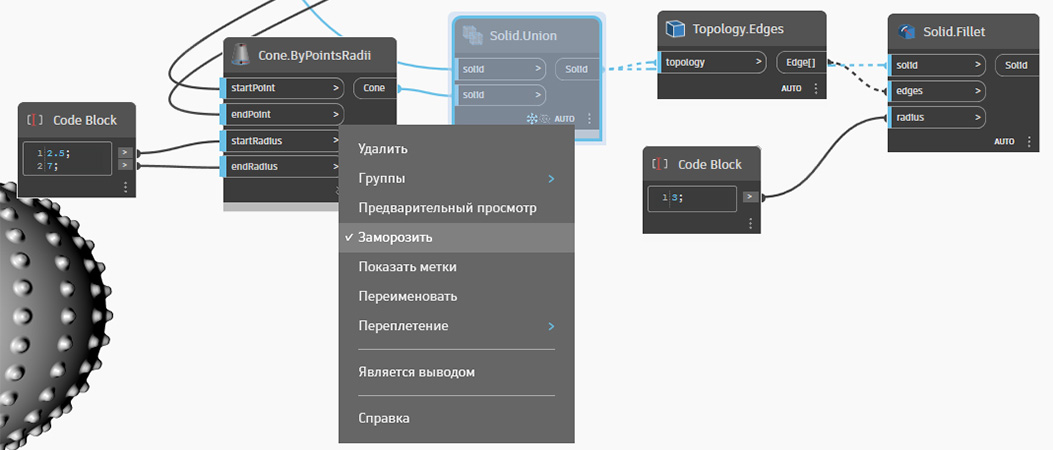 Code Block
1 2.5; >
2 7; >
Cone.ByPointsRadii
startPoint > Cone
endPoint >
startRadius >
endRadius >
Solid.Union
solid > Solid
solid >
AUTO
Topology.Edges
topology > Edge[]
AUTO
Solid.Fillet
solid > Solid
edges >
radius >
AUTO
Code Block
1 3; >
Удалить
Группы >
Предварительный просмотр
✓ Заморозить
Показать метки
Переименовать
Переплетение >
Является выводом
Справка